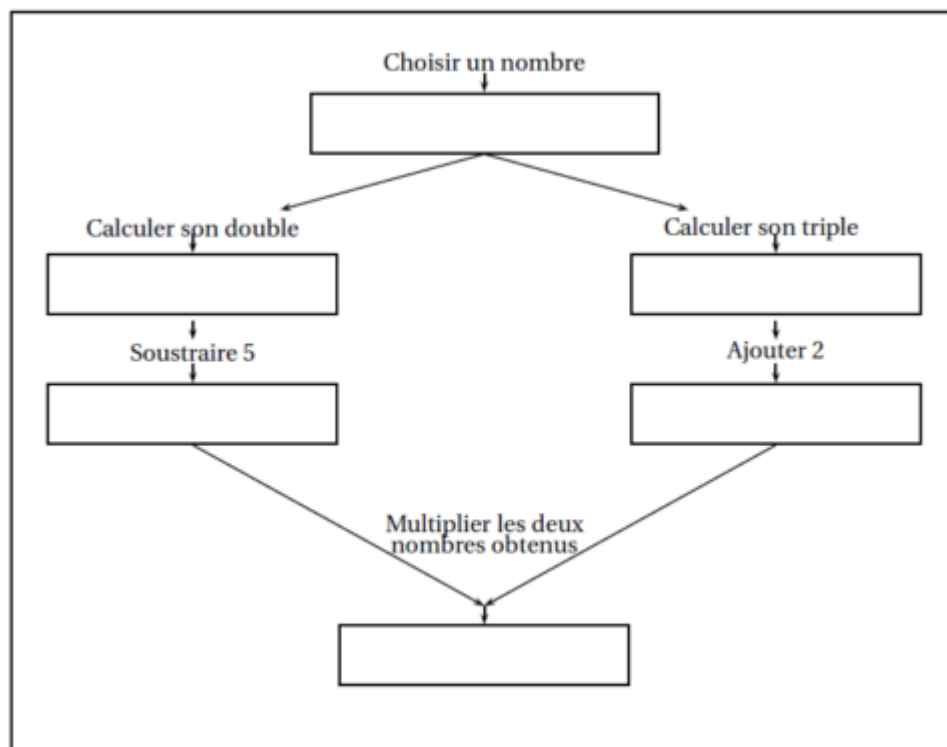 Choisir un nombre
Calculer son double
Calculer son triple
Soustraire 5
Ajouter 2
Multiplier les deux
nombres obtenus